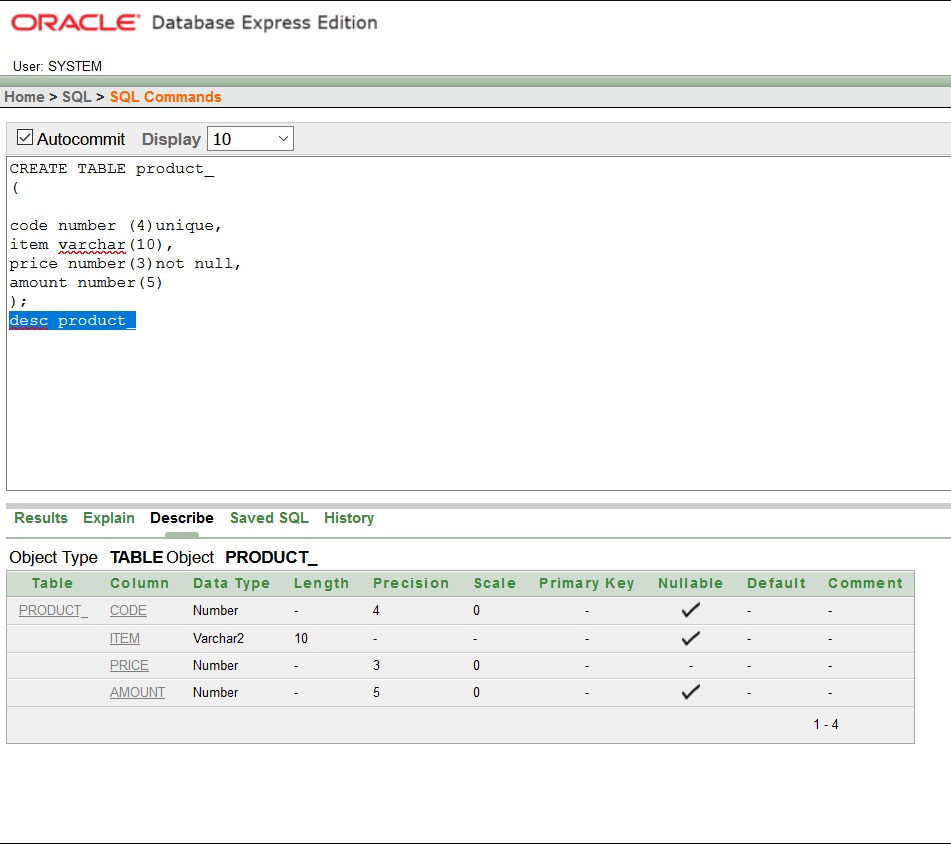 ORACLE® Database Express Edition
User: SYSTEM
Home > SQL > SQL Commands
Autocommit Display 10
CREATE TABLE product_
(
code number (4)unique,
item varchar(10),
price number(3)not null,
amount number(5)
);
desc product_
Results Explain Describe Saved SQL History
Object Type TABLE Object PRODUCT_
Table Column Data Type Length Precision Scale Primary Key Nullable Default Comment
PRODUCT_ CODE Number - 4 0 - ✓ - -
ITEM Varchar2 10 - - - ✓ - -
PRICE Number - 3 0 - - - -
AMOUNT Number - 5 0 - ✓ - -
1 - 4